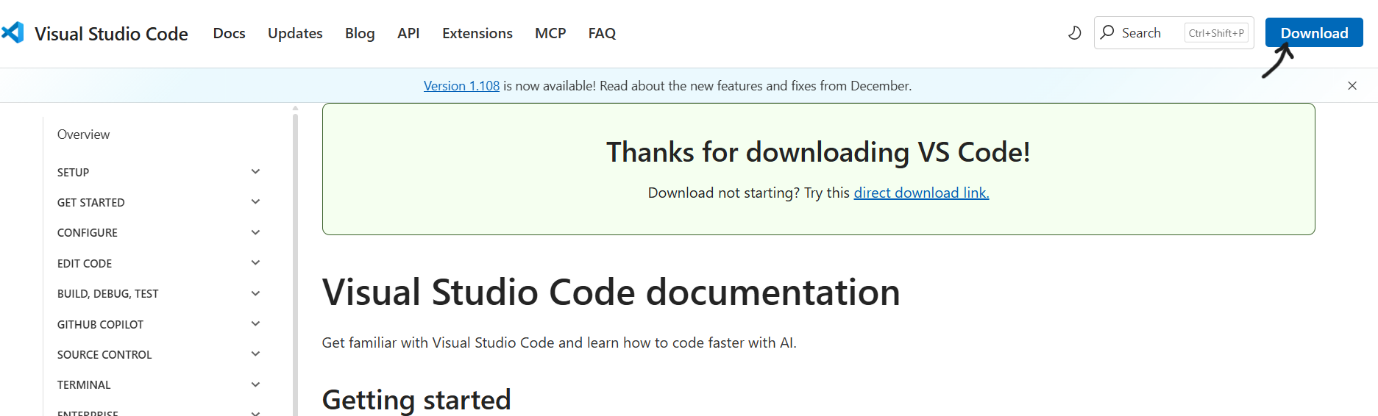 Visual Studio Code Docs Updates Blog API Extensions MCP FAQ Search Ctrl+Shift+P Download
Version 1.108 is now available! Read about the new features and fixes from December.
Overview
SETUP
GET STARTED
CONFIGURE
EDIT CODE
BUILD, DEBUG, TEST
GITHUB COPILOT
SOURCE CONTROL
TERMINAL
ENTERPRISE
Thanks for downloading VS Code!
Download not starting? Try this direct download link.
Visual Studio Code documentation
Get familiar with Visual Studio Code and learn how to code faster with AI.
Getting started